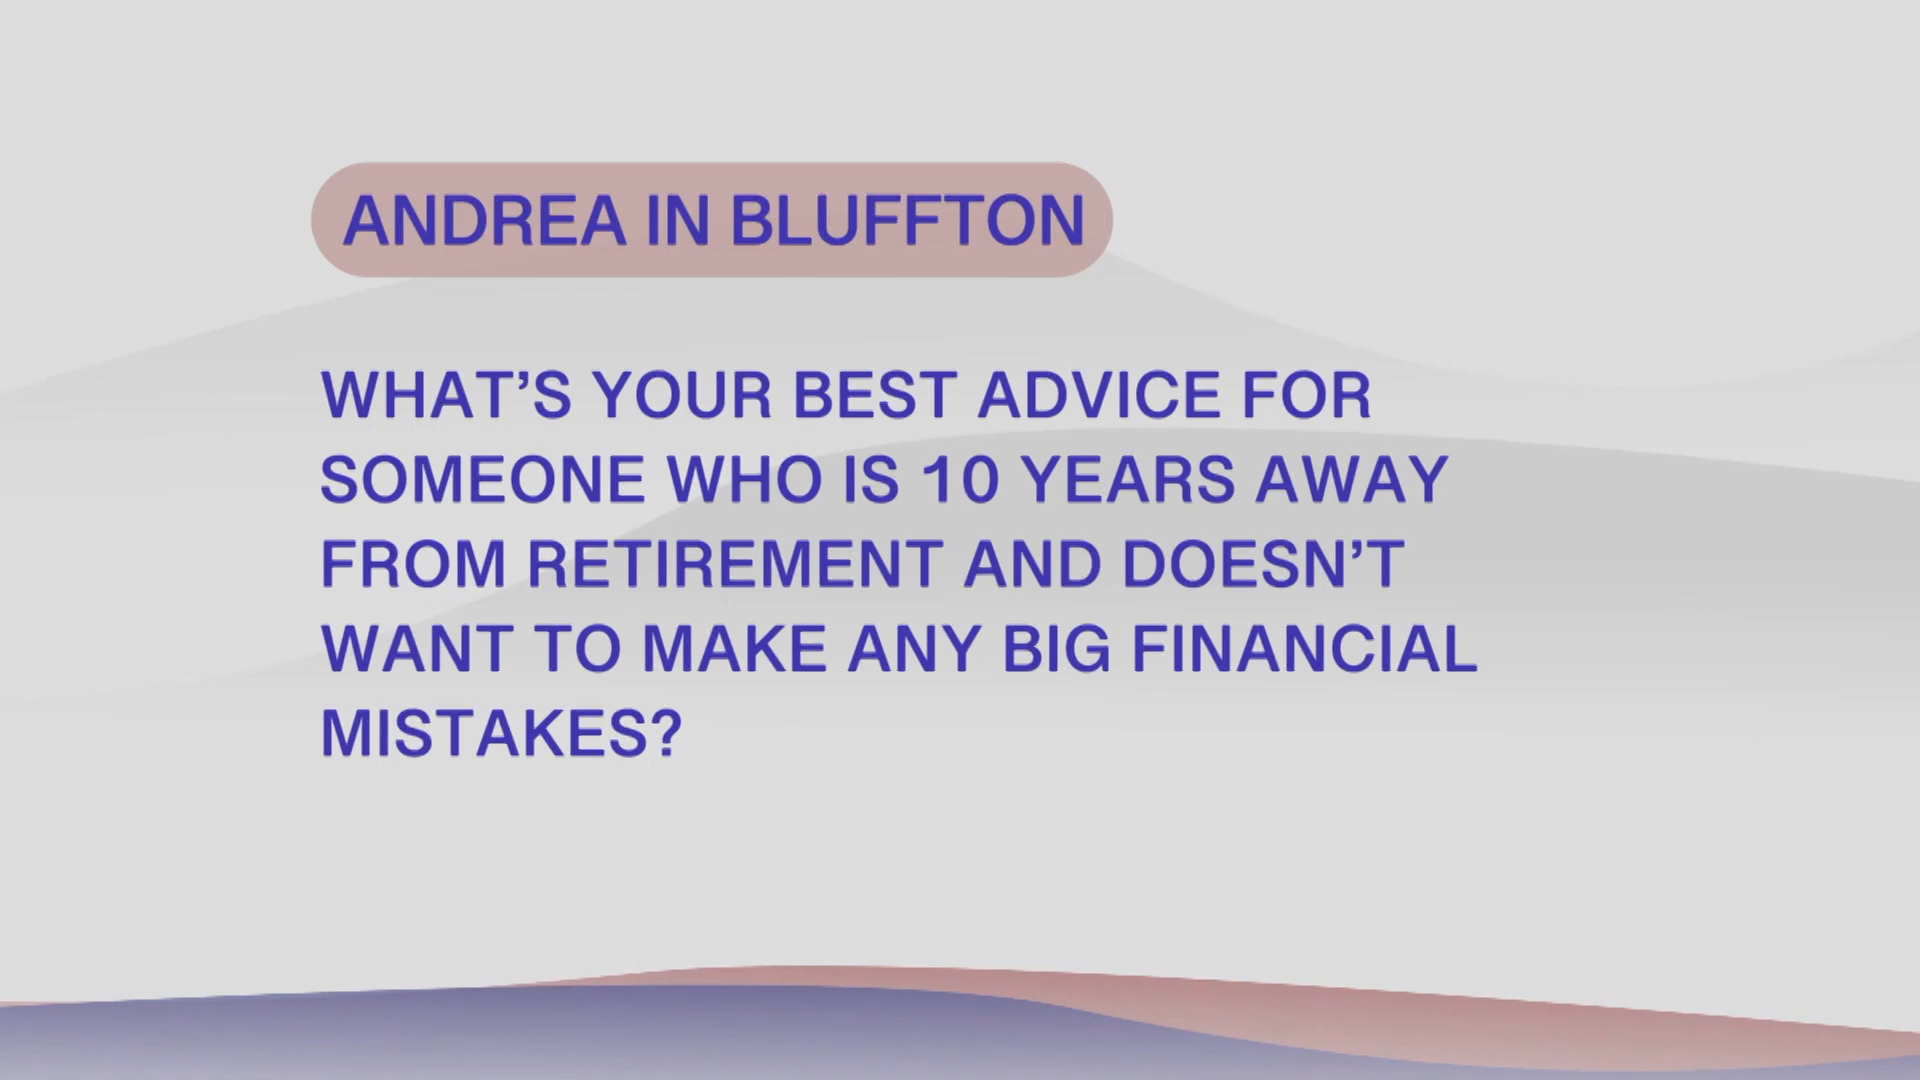 ANDREA IN BLUFFTON
WHAT’S YOUR BEST ADVICE FOR
SOMEONE WHO IS 10 YEARS AWAY
FROM RETIREMENT AND DOESN’T
WANT TO MAKE ANY BIG FINANCIAL
MISTAKES?